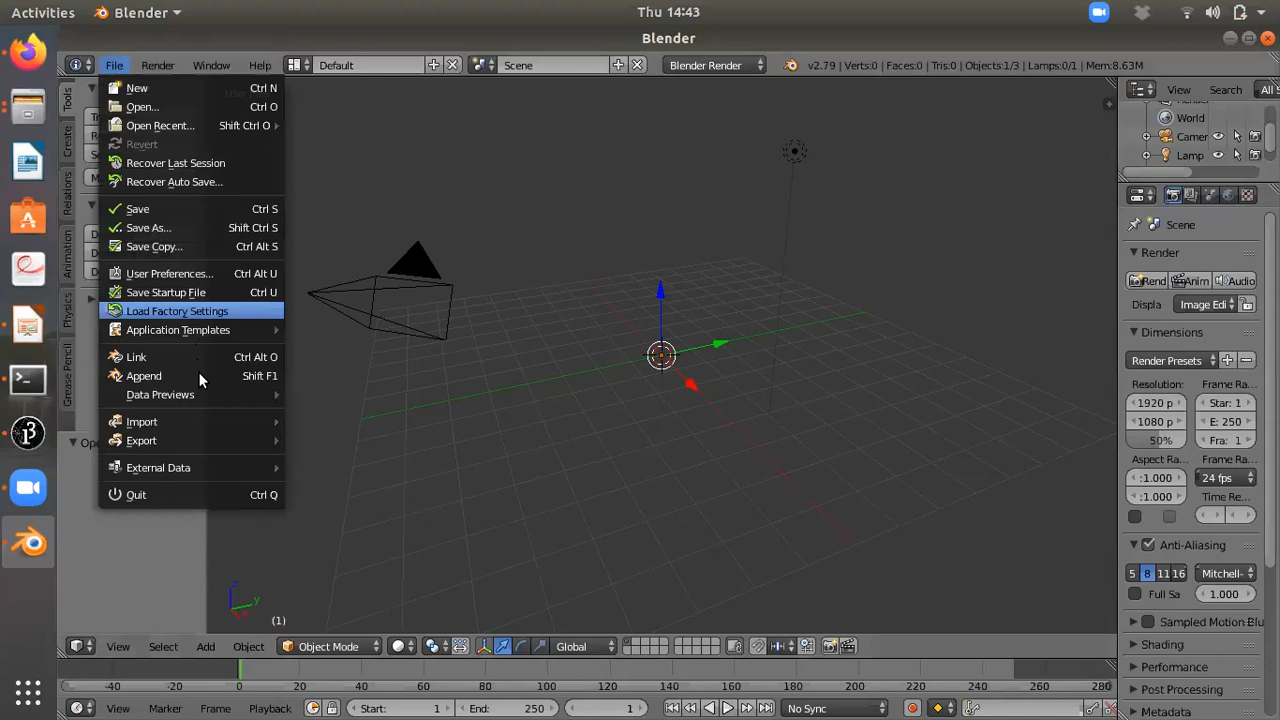 Activities Blender Thu 14:43
Blender
File Render Window Help Default Scene Blender Render v2.79 | Verts:0 | Faces:0 | Tris:0 | Objects:1/3 | Lamps:0/1 | Mem:8.63M
New Ctrl N
Open... Ctrl O
Open Recent... Shift Ctrl O
Revert
Recover Last Session
Recover Auto Save...
Save Ctrl S
Save As... Shift Ctrl S
Save Copy... Ctrl Alt S
User Preferences... Ctrl Alt U
Save Startup File Ctrl U
Load Factory Settings
Application Templates
Link Ctrl Alt O
Append Shift F1
Data Previews
Import
Export
External Data
Quit Ctrl Q
Tools
Create
Relations
Animation
Physics
Grease Pencil
Op
z
y
(1)
View Select Add Object Object Mode Global
-40 -20 0 20 40 60 80 100 120 140 160 180 200 220 240 260 280
View Marker Frame Playback Start: 1 End: 250 1 No Sync
View Search All S
World
Camer
Lamp
Scene
Render
Rend Anim Audio
Displa Image Edi
Dimensions
Render Presets
Resolution: Frame Ra
1920 p Start: 1
1080 p E: 250
50% Fra: 1
Aspect Ra... Frame Ra...
:1.000 24 fps
:1.000 Time Re...
Anti-Aliasing
5 8 11 16 Mitchell-
Full Sa 1.000
Sampled Motion Blu
Shading
Performance
Post Processing
Metadata